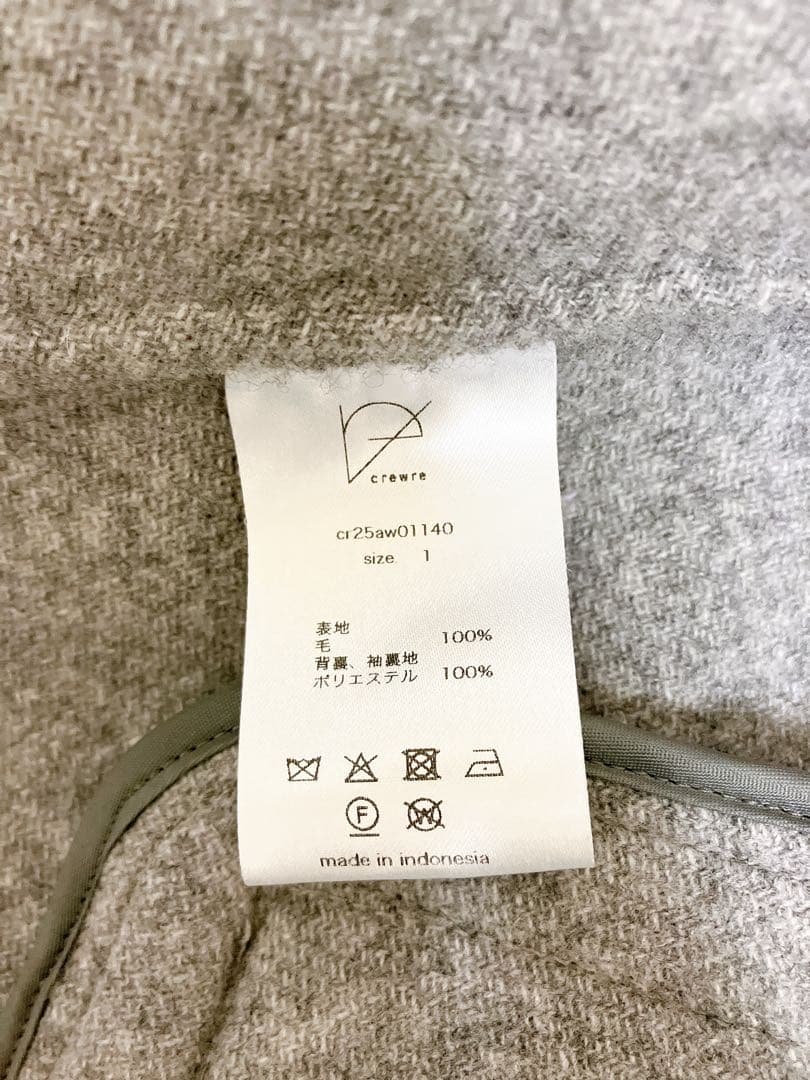 crewre
cr25aw01140
size 1
表地
毛 100%
背裏、袖裏地
ポリエステル 100%
F
W
made in indonesia